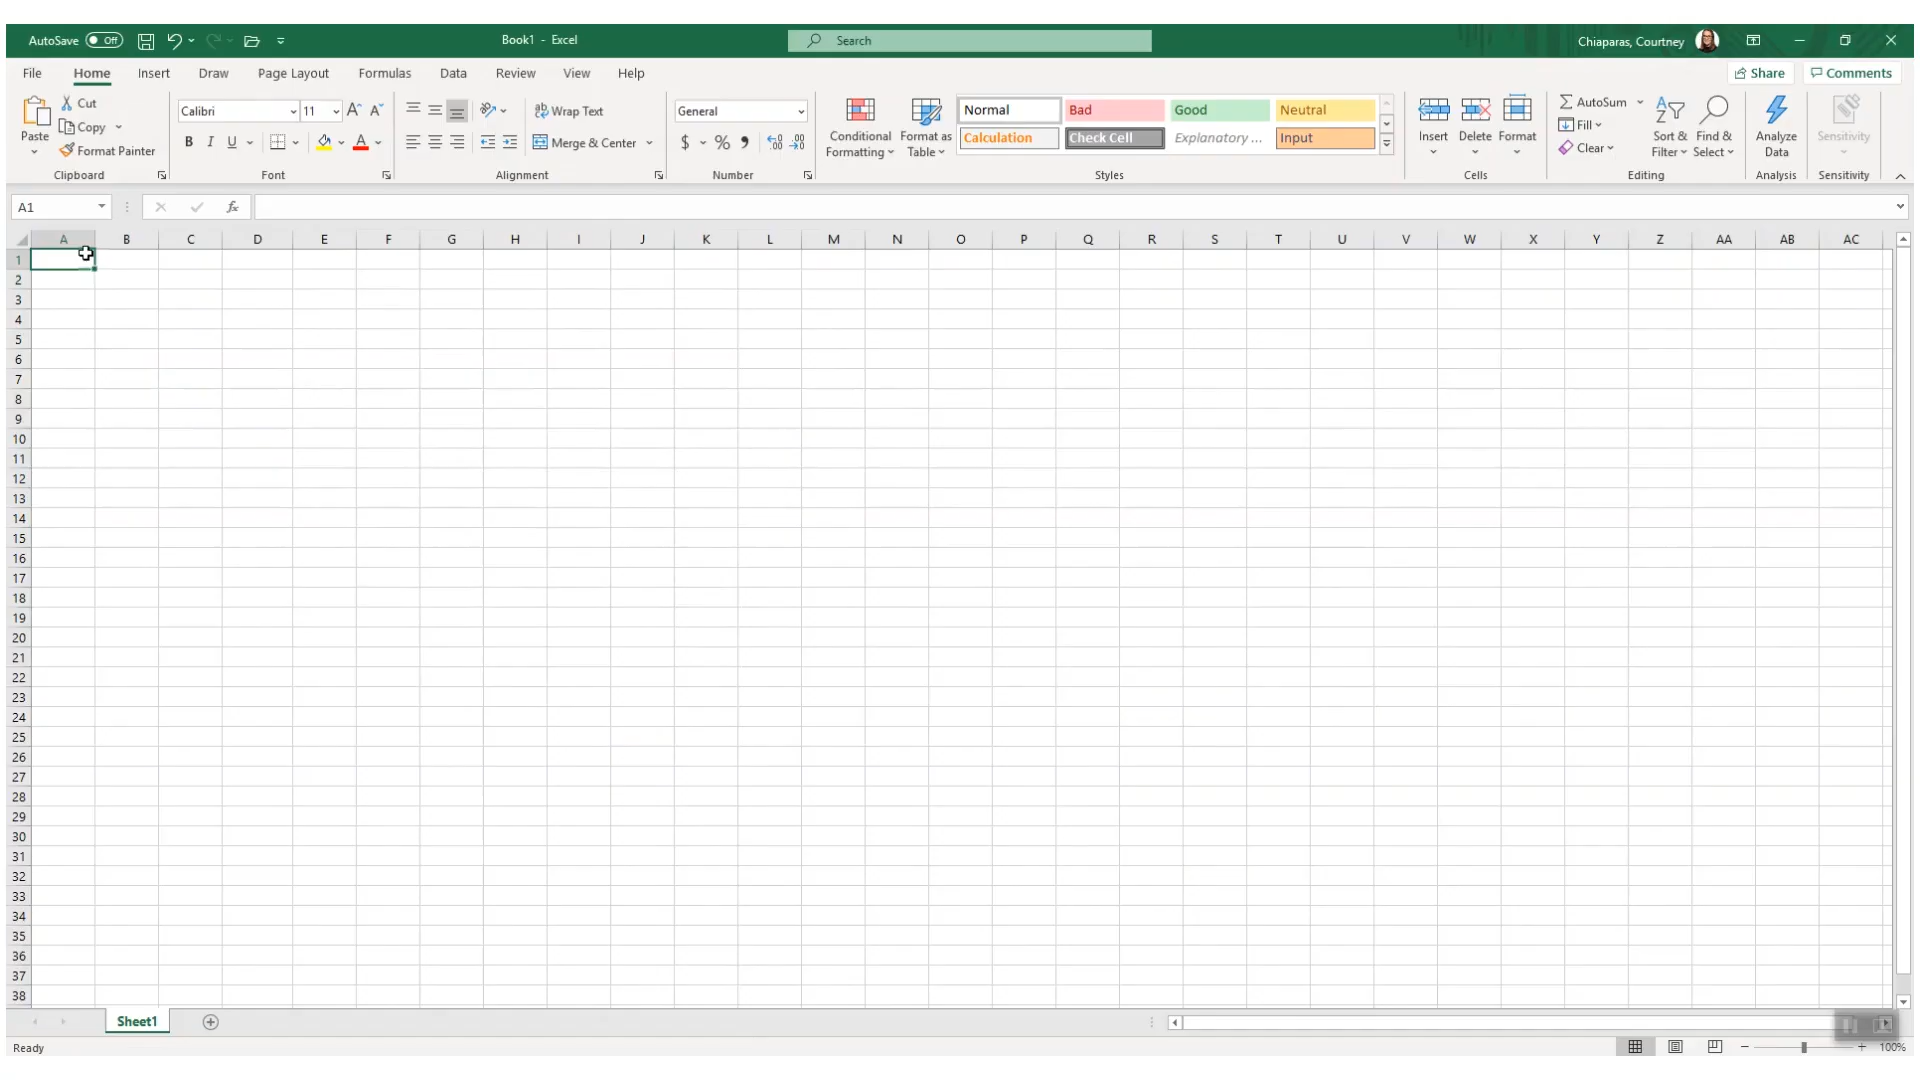 AutoSave Off Book1 - Excel Search Chiaparas, Courtney
File Home Insert Draw Page Layout Formulas Data Review View Help Share Comments
Paste Cut Copy Format Painter Clipboard
Calibri 11 B I U A Font
Wrap Text Merge & Center Alignment
General $ % Number
Conditional Formatting Format as Table Normal Bad Good Neutral
Calculation Check Cell Explanatory ... Input Styles
Insert Delete Format Cells
AutoSum Fill Clear Sort & Filter Find & Select Editing
Analyze Data Analysis
Sensitivity Sensitivity
A1 fx
A B C D E F G H I J K L M N O P Q R S T U V W X Y Z AA AB AC
1
2
3
4
5
6
7
8
9
10
11
12
13
14
15
16
17
18
19
20
21
22
23
24
25
26
27
28
29
30
31
32
33
34
35
36
37
38
Sheet1
Ready 100%